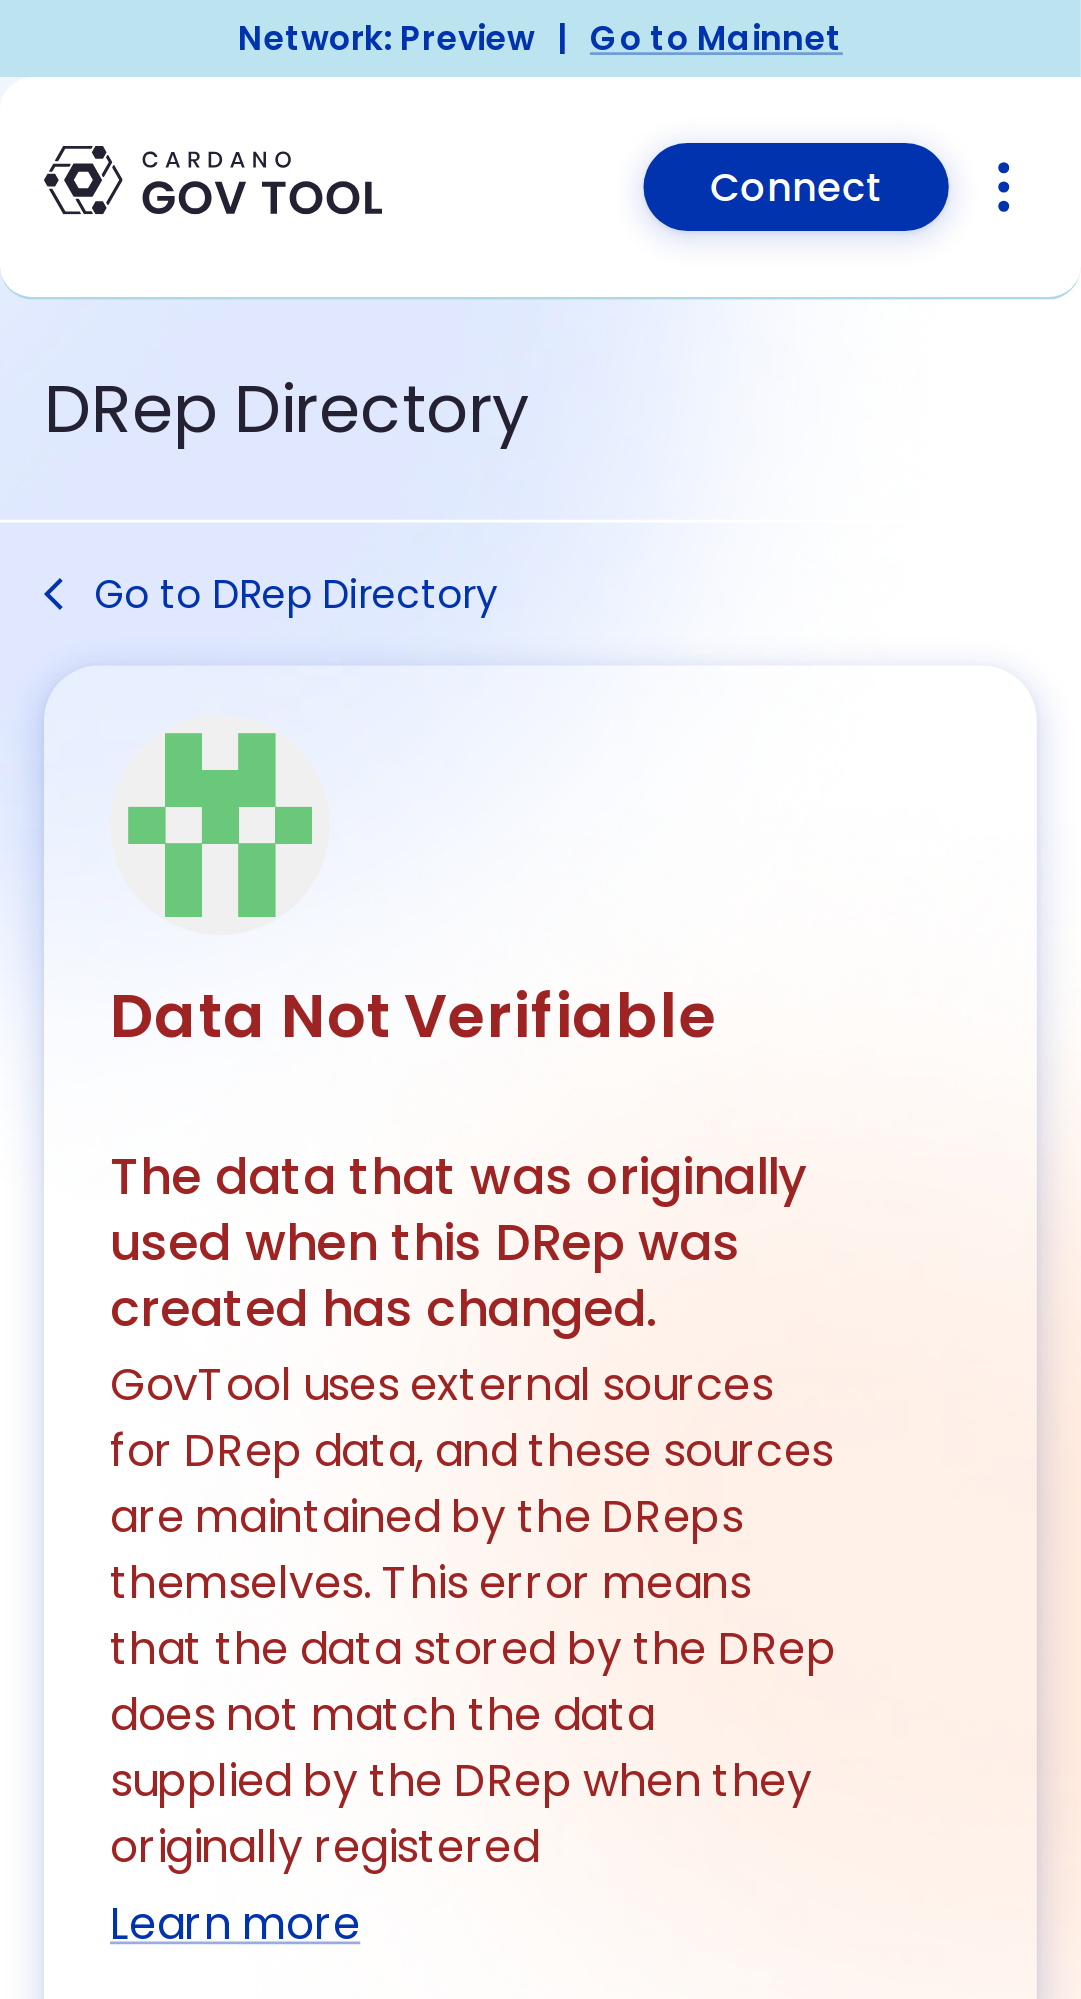 Network: Preview | Go to Mainnet
CARDANO
GOV TOOL
Connect
DRep Directory
Go to DRep Directory
Data Not Verifiable
The data that was originally
used when this DRep was
created has changed.
GovTool uses external sources
for DRep data, and these sources
are maintained by the DReps
themselves. This error means
that the data stored by the DRep
does not match the data
supplied by the DRep when they
originally registered
Learn more